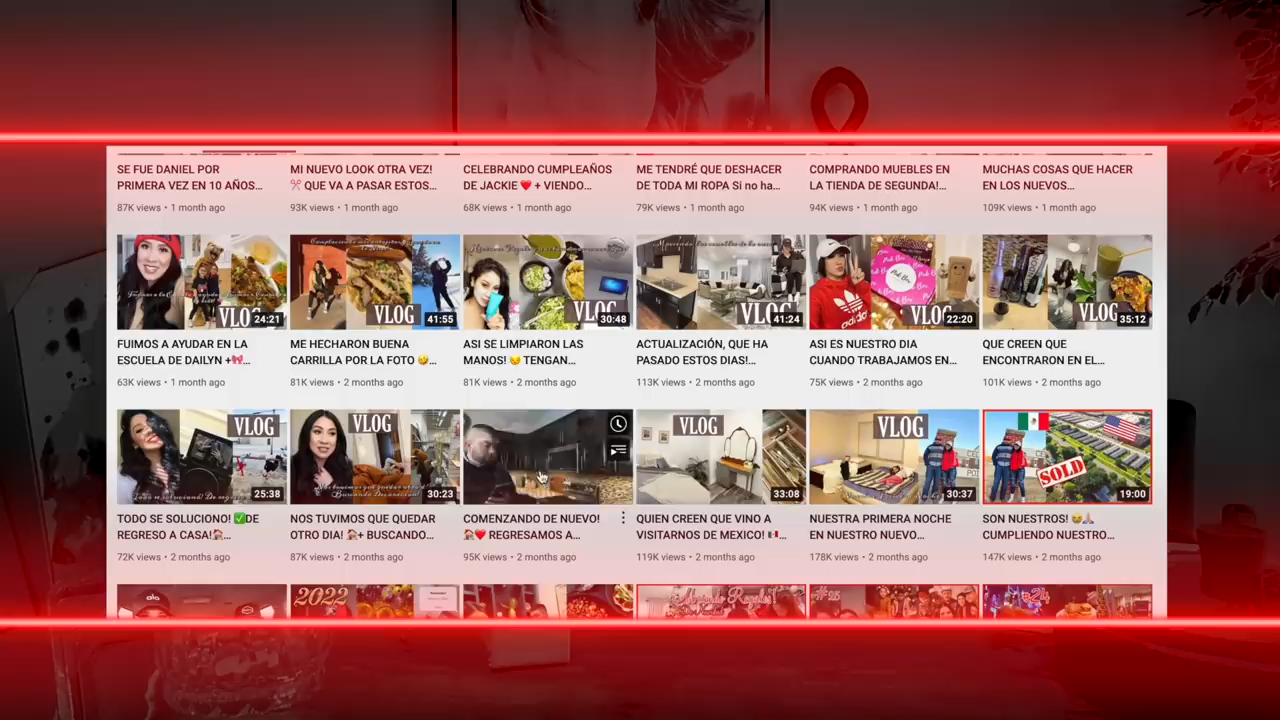 SE FUE DANIEL POR
PRIMERA VEZ EN 10 AÑOS...
87K views • 1 month ago
MI NUEVO LOOK OTRA VEZ!
✂️ QUE VA A PASAR ESTOS...
93K views • 1 month ago
CELEBRANDO CUMPLEAÑOS
DE JACKIE ❤️ + VIENDO...
68K views • 1 month ago
ME TENDRÉ QUE DESHACER
DE TODA MI ROPA Si no ha...
79K views • 1 month ago
COMPRANDO MUEBLES EN
LA TIENDA DE SEGUNDA!...
94K views • 1 month ago
MUCHAS COSAS QUE HACER
EN LOS NUEVOS...
109K views • 1 month ago
VLOG
24:21
FUIMOS A AYUDAR EN LA
ESCUELA DE DAILYN +🎀...
63K views • 1 month ago
VLOG
41:55
ME HECHARON BUENA
CARRILLA POR LA FOTO 🤣...
81K views • 2 months ago
VLOG
30:48
ASI SE LIMPIARON LAS
MANOS! 😏 TENGAN...
81K views • 2 months ago
VLOG
41:24
ACTUALIZACIÓN, QUE HA
PASADO ESTOS DIAS!...
113K views • 2 months ago
adidas
VLOG
22:20
ASI ES NUESTRO DIA
CUANDO TRABAJAMOS EN...
75K views • 2 months ago
VLOG
35:12
QUE CREEN QUE
ENCONTRARON EN EL...
101K views • 2 months ago
VLOG
25:38
TODO SE SOLUCIONO! ✅DE
REGRESO A CASA!🏠...
72K views • 2 months ago
VLOG
30:23
NOS TUVIMOS QUE QUEDAR
OTRO DIA! 🏠+ BUSCANDO...
87K views • 2 months ago
COMENZANDO DE NUEVO!
🏠❤️ REGRESAMOS A...
95K views • 2 months ago
VLOG
33:08
QUIEN CREEN QUE VINO A
VISITARNOS DE MEXICO! 🇲🇽...
119K views • 2 months ago
VLOG
30:37
NUESTRA PRIMERA NOCHE
EN NUESTRO NUEVO...
178K views • 2 months ago
SOLD
19:00
SON NUESTROS! 🤩🙏🏼
CUMPLIENDO NUESTRO...
147K views • 2 months ago
alo
2022
#25
#24